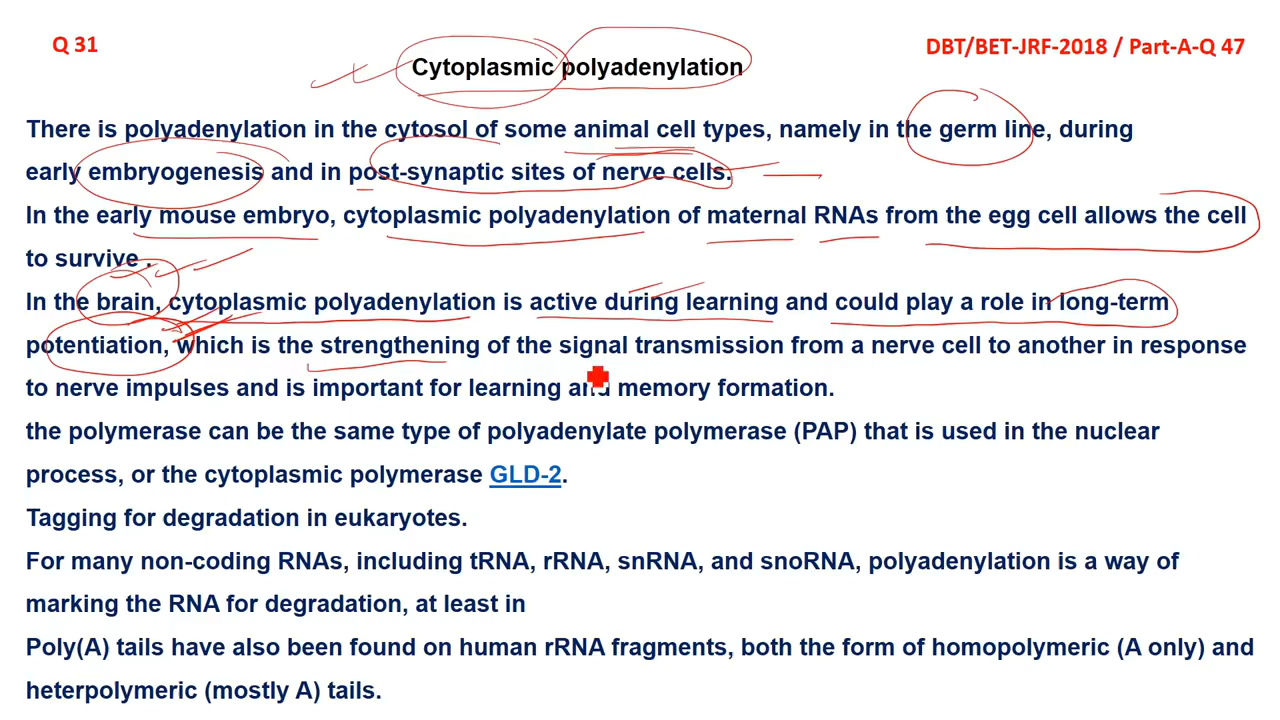 Q 31
DBT/BET-JRF-2018 / Part-A-Q 47
Cytoplasmic polyadenylation
There is polyadenylation in the cytosol of some animal cell types, namely in the germ line, during
early embryogenesis and in post-synaptic sites of nerve cells.
In the early mouse embryo, cytoplasmic polyadenylation of maternal RNAs from the egg cell allows the cell
to survive .
In the brain, cytoplasmic polyadenylation is active during learning and could play a role in long-term
potentiation, which is the strengthening of the signal transmission from a nerve cell to another in response
to nerve impulses and is important for learning and memory formation.
the polymerase can be the same type of polyadenylate polymerase (PAP) that is used in the nuclear
process, or the cytoplasmic polymerase GLD-2.
Tagging for degradation in eukaryotes.
For many non-coding RNAs, including tRNA, rRNA, snRNA, and snoRNA, polyadenylation is a way of
marking the RNA for degradation, at least in
Poly(A) tails have also been found on human rRNA fragments, both the form of homopolymeric (A only) and
heterpolymeric (mostly A) tails.